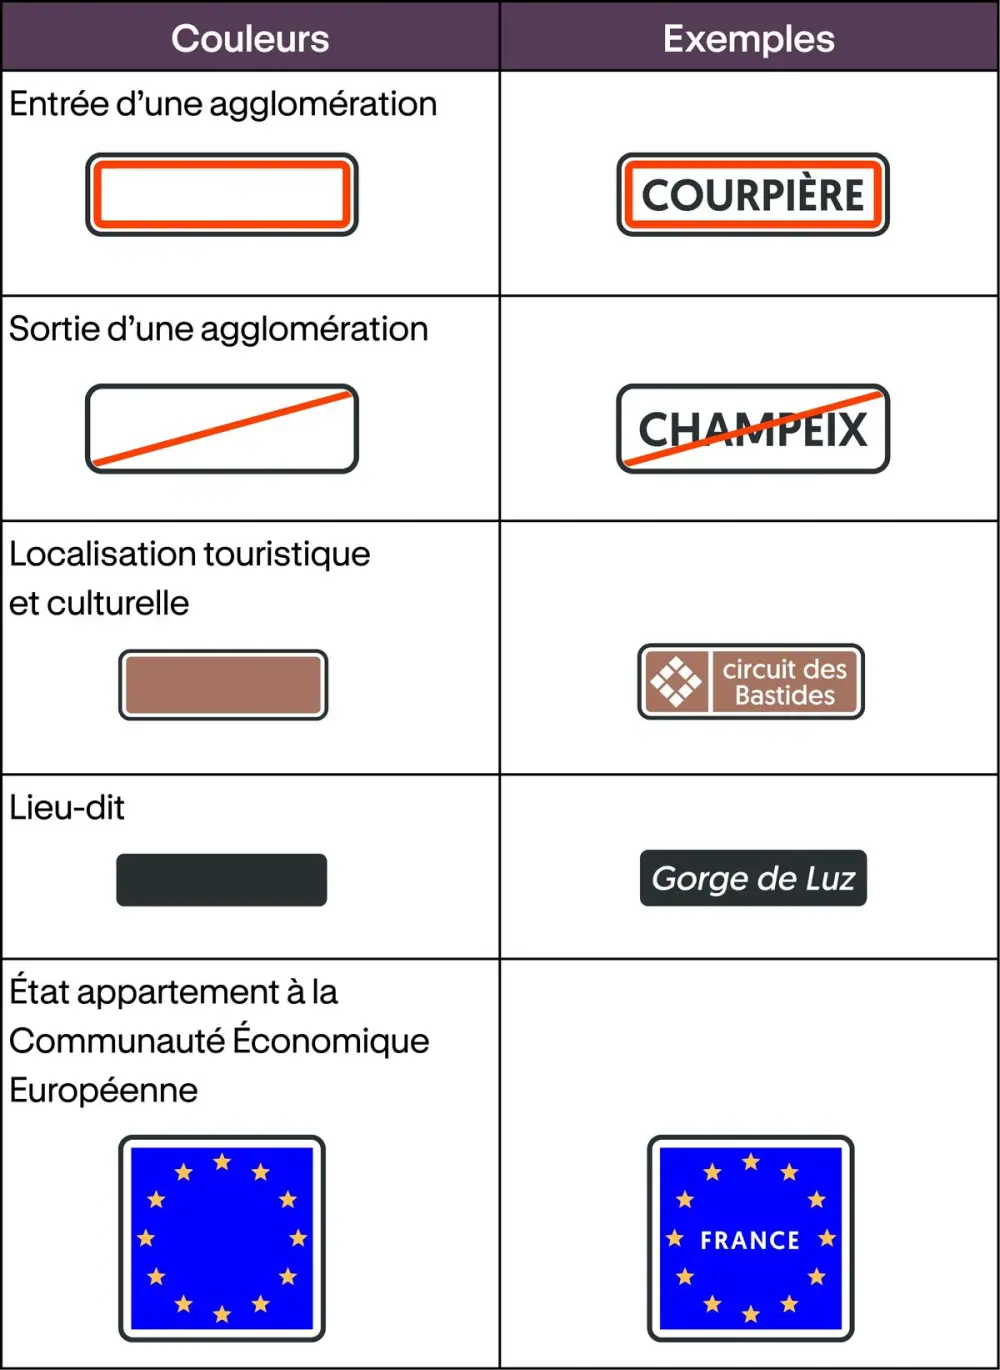 Couleurs
Exemples
Entrée d’une agglomération
COURPIÈRE
Sortie d’une agglomération
CHAMPEIX
Localisation touristique
et culturelle
circuit des
Bastides
Lieu-dit
Gorge de Luz
État appartement à la
Communauté Économique
Européenne
FRANCE